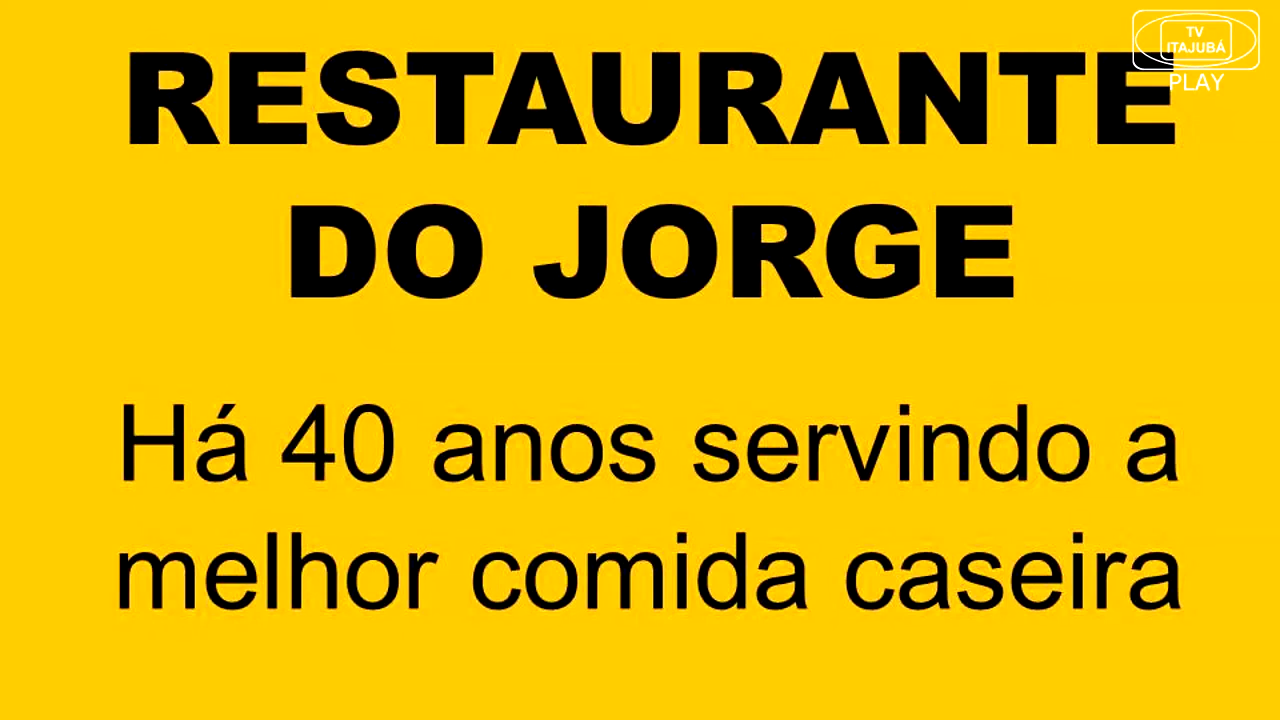 TV
ITAJUBÁ
PLAY
RESTAURANTE
DO JORGE
Há 40 anos servindo a
melhor comida caseira